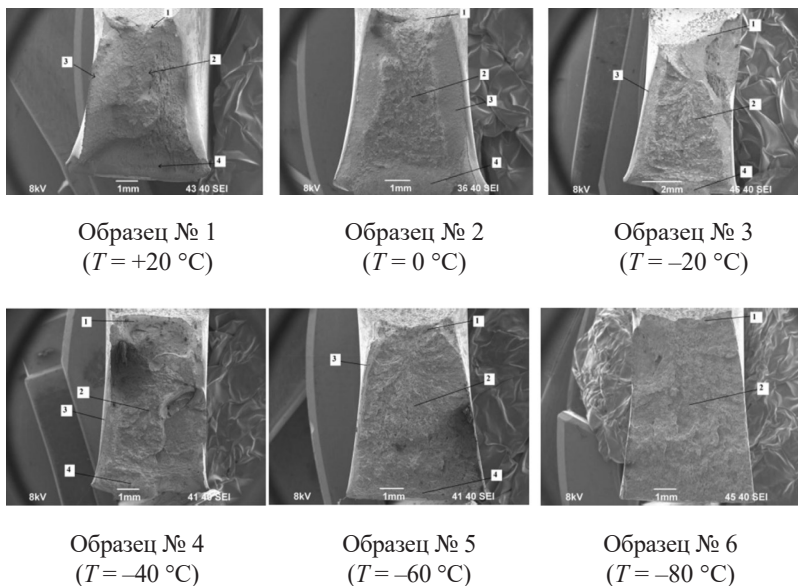 1
3
2
4
8kV 1mm 43 40 SEI
1
2
3
4
8kV 1mm 36 40 SEI
1
3
2
4
8kV 2mm 45 40 SEI
Образец № 1
(T = +20 °C)
Образец № 2
(T = 0 °C)
Образец № 3
(T = –20 °C)
1
2
3
4
8kV 1mm 41 40 SEI
1
3
2
4
8kV 1mm 41 40 SEI
1
2
8kV 1mm 45 40 SEI
Образец № 4
(T = –40 °C)
Образец № 5
(T = –60 °C)
Образец № 6
(T = –80 °C)